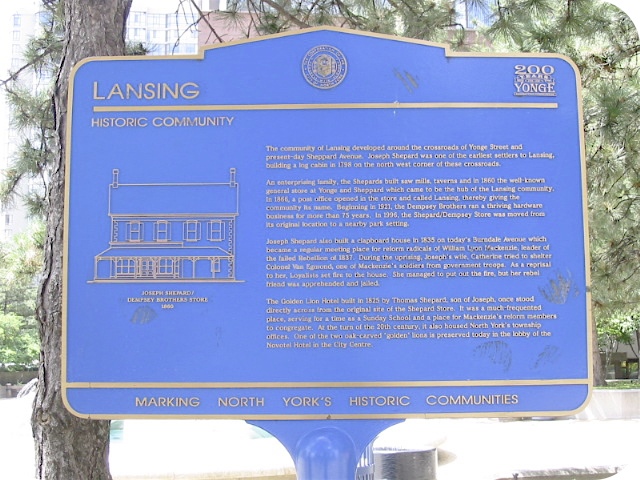 LANSING
HISTORIC COMMUNITY
200
YEARS
YONGE
The community of Lansing developed around the crossroads of Yonge Street and
present-day Sheppard Avenue. Joseph Shepard was one of the earliest settlers to Lansing,
building a log cabin in 1798 on the north west corner of these crossroads.
An enterprising family, the Shepards built saw mills, taverns and in 1860 the well-known
general store at Yonge and Sheppard which came to be the hub of the Lansing community.
In 1866, a post office opened in the store and called Lansing, thereby giving the
community its name. Beginning in 1921, the Dempsey Brothers ran a thriving hardware
business for more than 75 years. In 1996, the Shepard/Dempsey Store was moved from
its original location to a nearby park setting.
Joseph Shepard also built a clapboard house in 1835 on today's Burndale Avenue which
became a regular meeting place for reform radicals of William Lyon Mackenzie, leader of
the failed Rebellion of 1837. During the uprising, Joseph's wife, Catherine tried to shelter
Colonel Van Egmond, one of Mackenzie's soldiers from government troops. As a reprisal
to her, Loyalists set fire to the house. She managed to put out the fire, but her rebel
friend was apprehended and jailed.
The Golden Lion Hotel built in 1825 by Thomas Shepard, son of Joseph, once stood
directly across from the original site of the Shepard Store. It was a much-frequented
place, serving for a time as a Sunday School and a place for Mackenzie's reform members
to congregate. At the turn of the 20th century, it also housed North York's township
offices. One of the two oak-carved "golden" lions is preserved today in the lobby of the
Novotel Hotel in the City Centre.
JOSEPH SHEPARD/
DEMPSEY BROTHERS STORE
1860
MARKING NORTH YORK'S HISTORIC COMMUNITIES